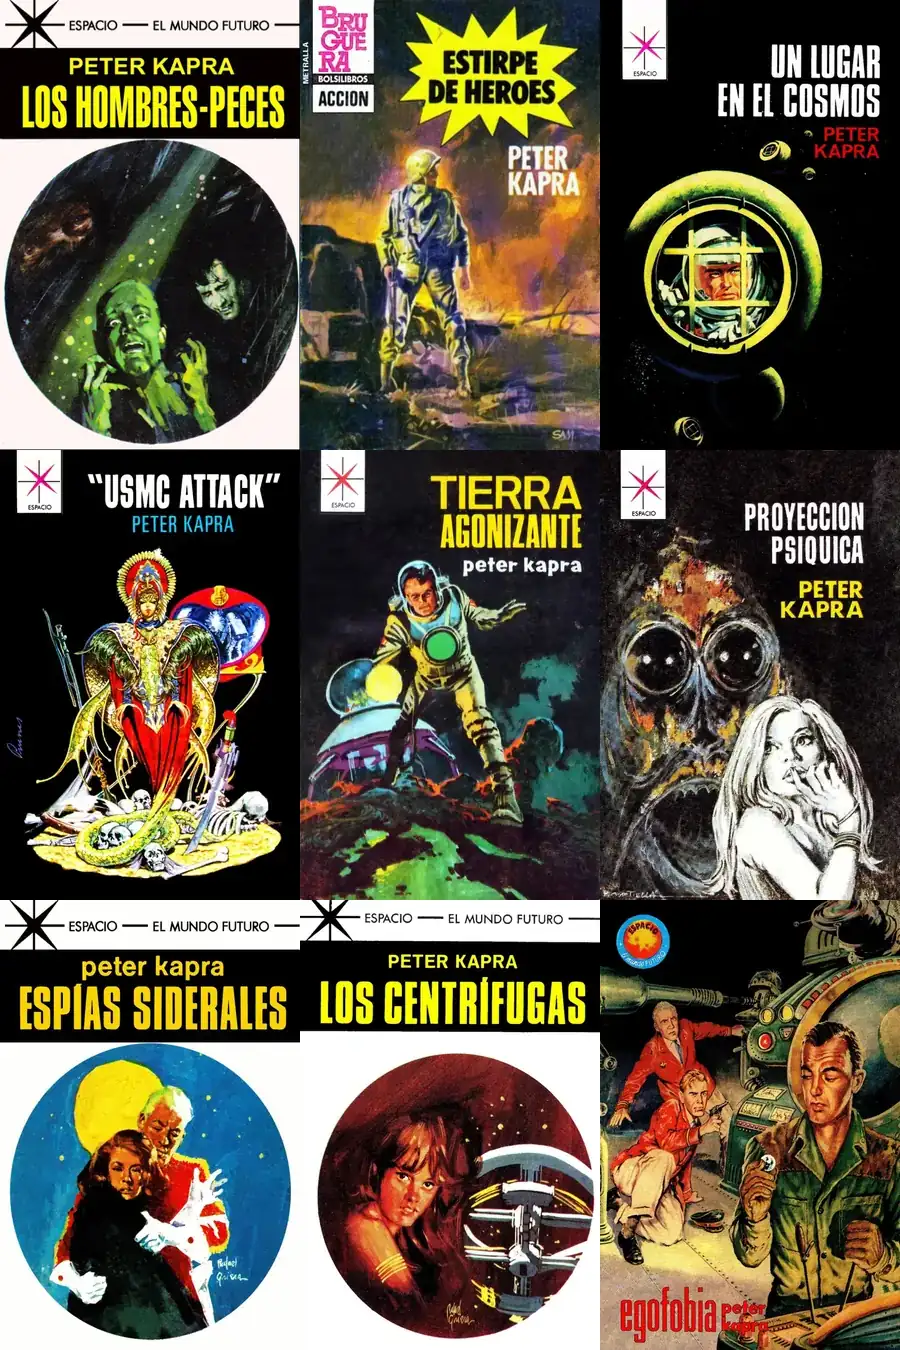 ESPACIO — EL MUNDO FUTURO
PETER KAPRA
LOS HOMBRES-PECES
BRU
GUE
RA
BOLSILIBROS
METRALLA
ACCION
ESTIRPE
DE HEROES
PETER
KAPRA
ESPACIO
UN LUGAR
EN EL COSMOS
PETER
KAPRA
ESPACIO
"USMC ATTACK"
PETER KAPRA
ESPACIO
TIERRA
AGONIZANTE
peter kapra
ESPACIO
PROYECCION
PSIQUICA
PETER
KAPRA
ESPACIO — EL MUNDO FUTURO
peter kapra
ESPÍAS SIDERALES
ESPACIO — EL MUNDO FUTURO
PETER KAPRA
LOS CENTRÍFUGAS
ESPACIO
EL MUNDO FUTURO
egofobia
peter
kapra